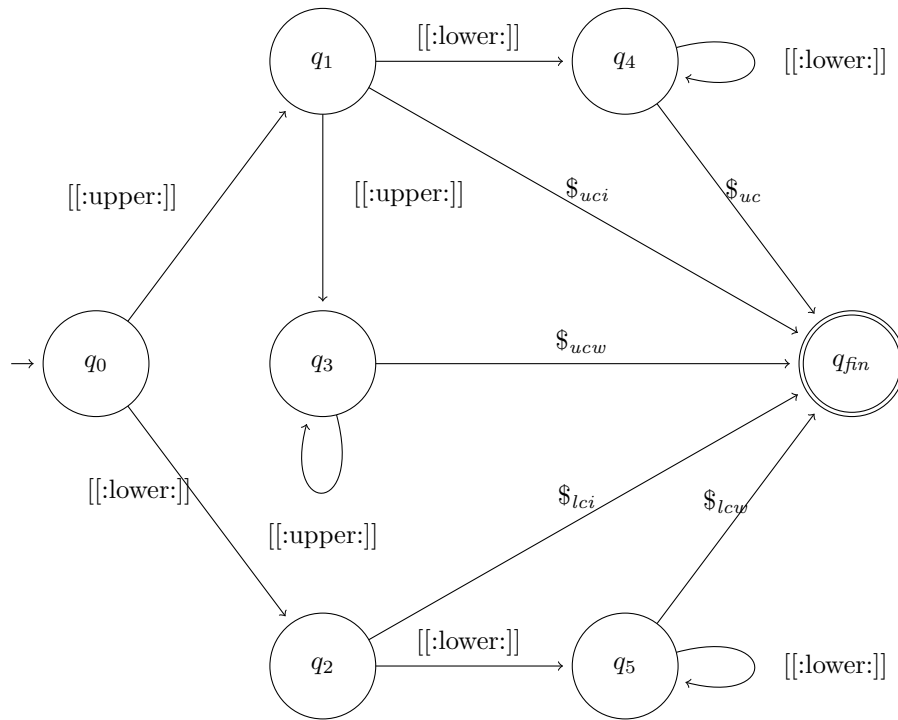 q1 [[:lower:]] q4 [[:lower:]]
[[:upper:]] [[:upper:]] $uci $uc
q0 q3 $ucw qfin
[[:lower:]] $lci $lcw
[[:upper:]]
q2 [[:lower:]] q5 [[:lower:]]